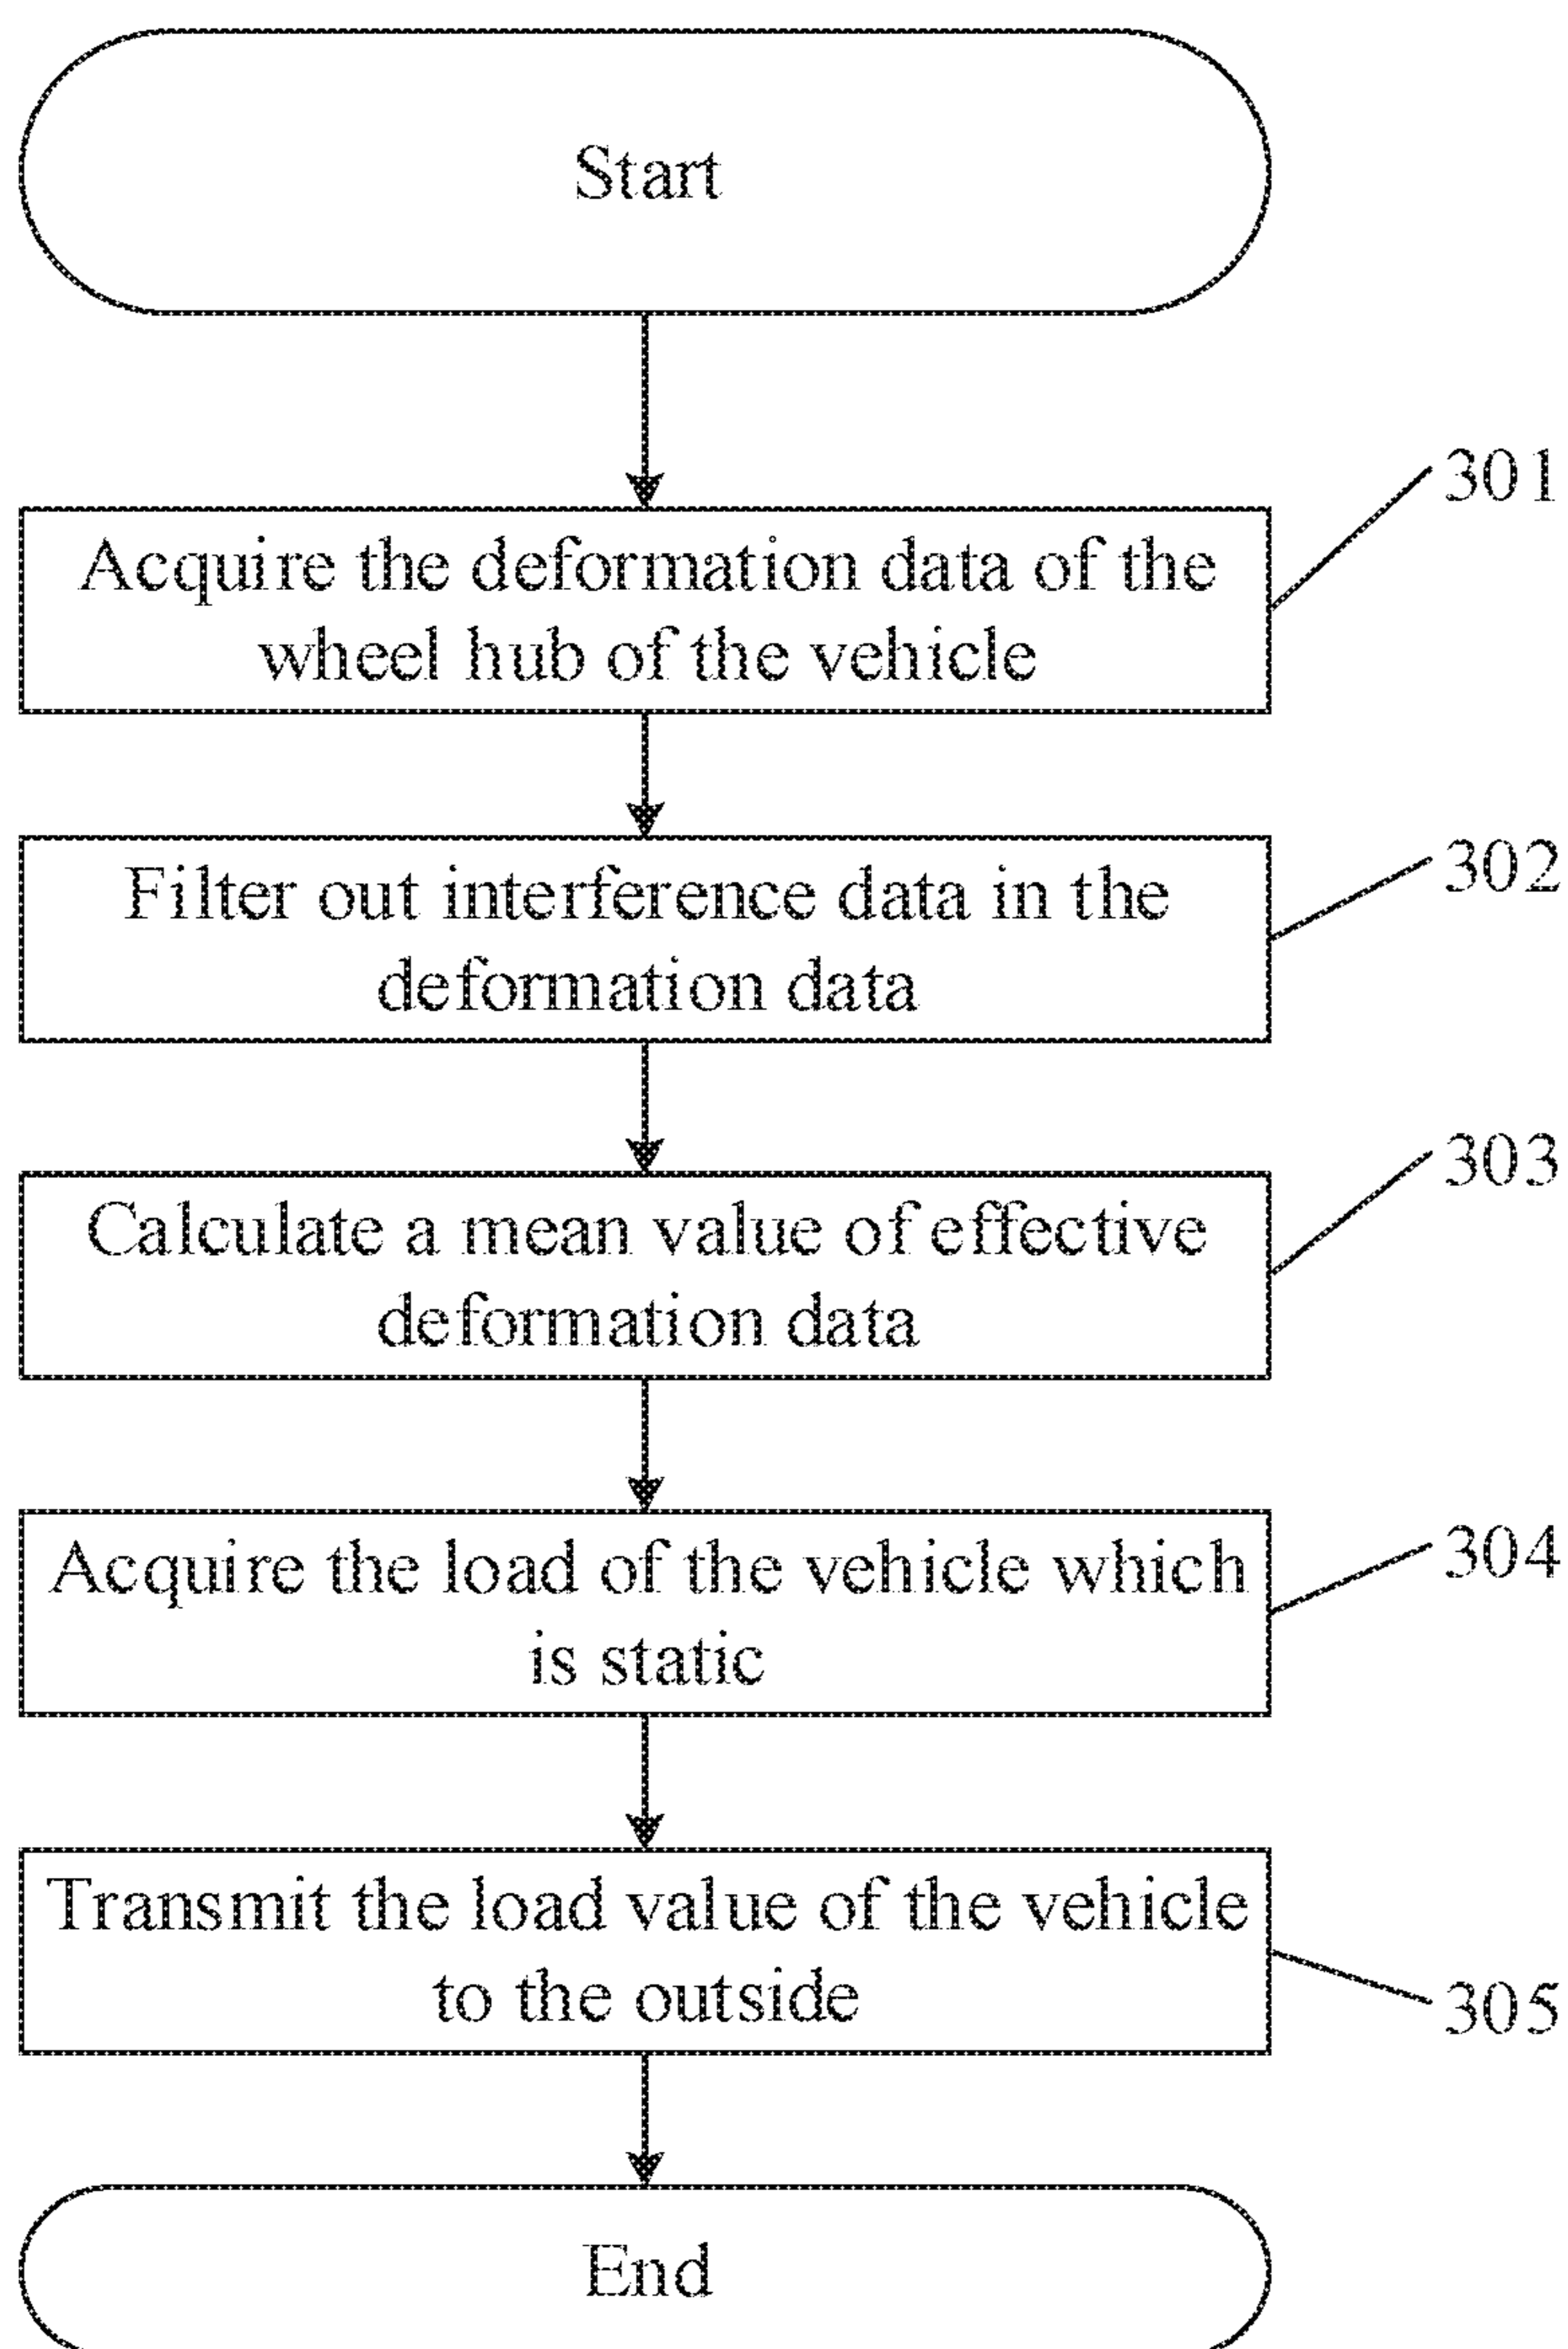 Start
301
Acquire the deformation data of the
wheel hub of the vehicle
302
Filter out interference data in the
deformation data
303
Calculate a mean value of effective
deformation data
304
Acquire the load of the vehicle which
is static
Transmit the load value of the vehicle
to the outside
305
End